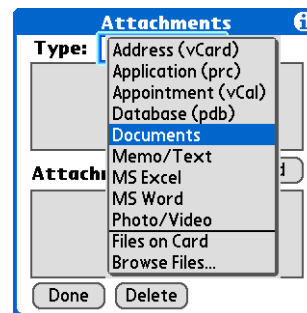 Attachments
Type:
Address (vCard)
Application (prc)
Appointment (vCal)
Database (pdb)
Documents
Memo/Text
MS Excel
MS Word
Photo/Video
Files on Card
Browse Files...
Done
Delete